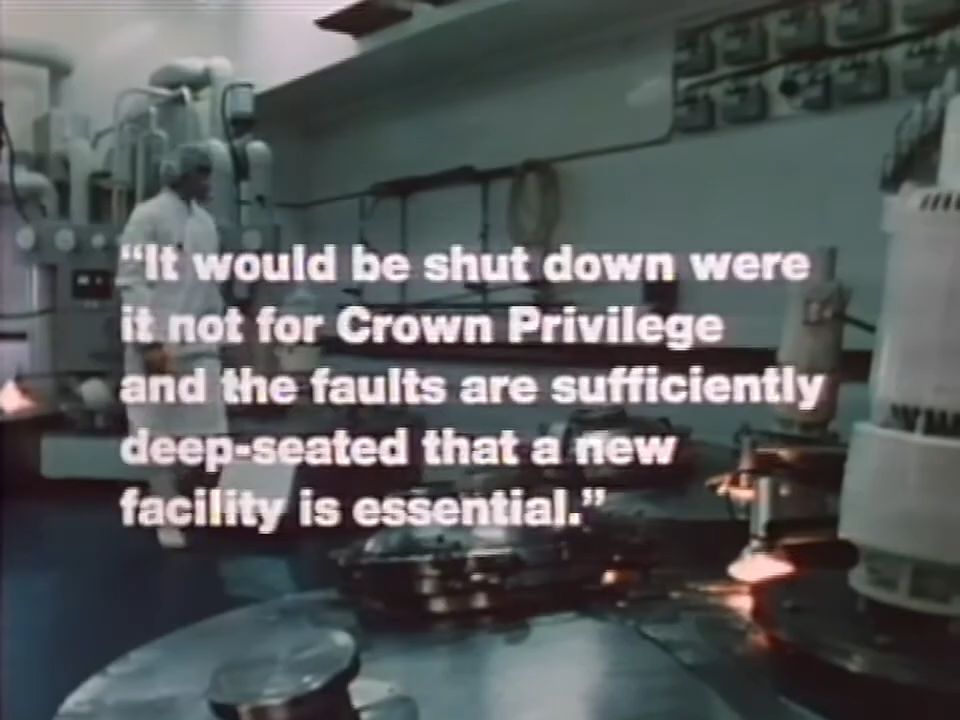 “It would be shut down were
it not for Crown Privilege
and the faults are sufficiently
deep-seated that a new
facility is essential.”